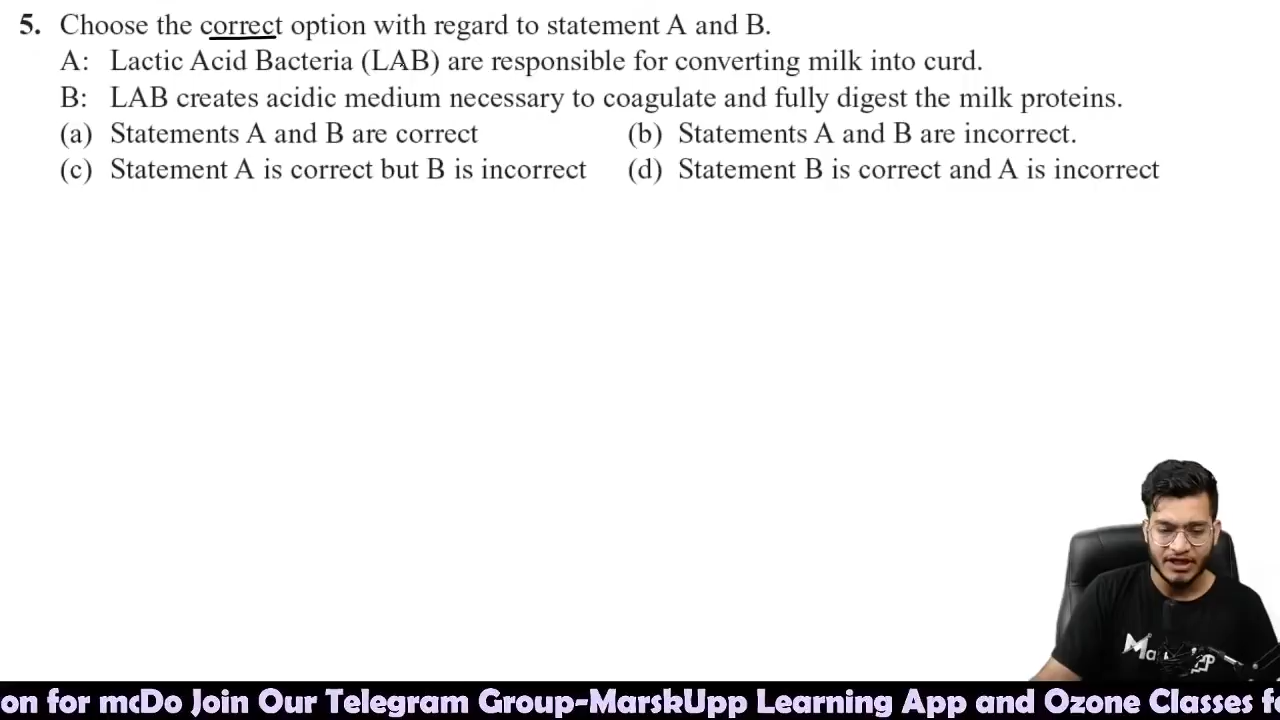 5. Choose the correct option with regard to statement A and B.
A: Lactic Acid Bacteria (LAB) are responsible for converting milk into curd.
B: LAB creates acidic medium necessary to coagulate and fully digest the milk proteins.
(a) Statements A and B are correct (b) Statements A and B are incorrect.
(c) Statement A is correct but B is incorrect (d) Statement B is correct and A is incorrect
on for mcDo Join Our Telegram Group-MarskUpp Learning App and Ozone Classes